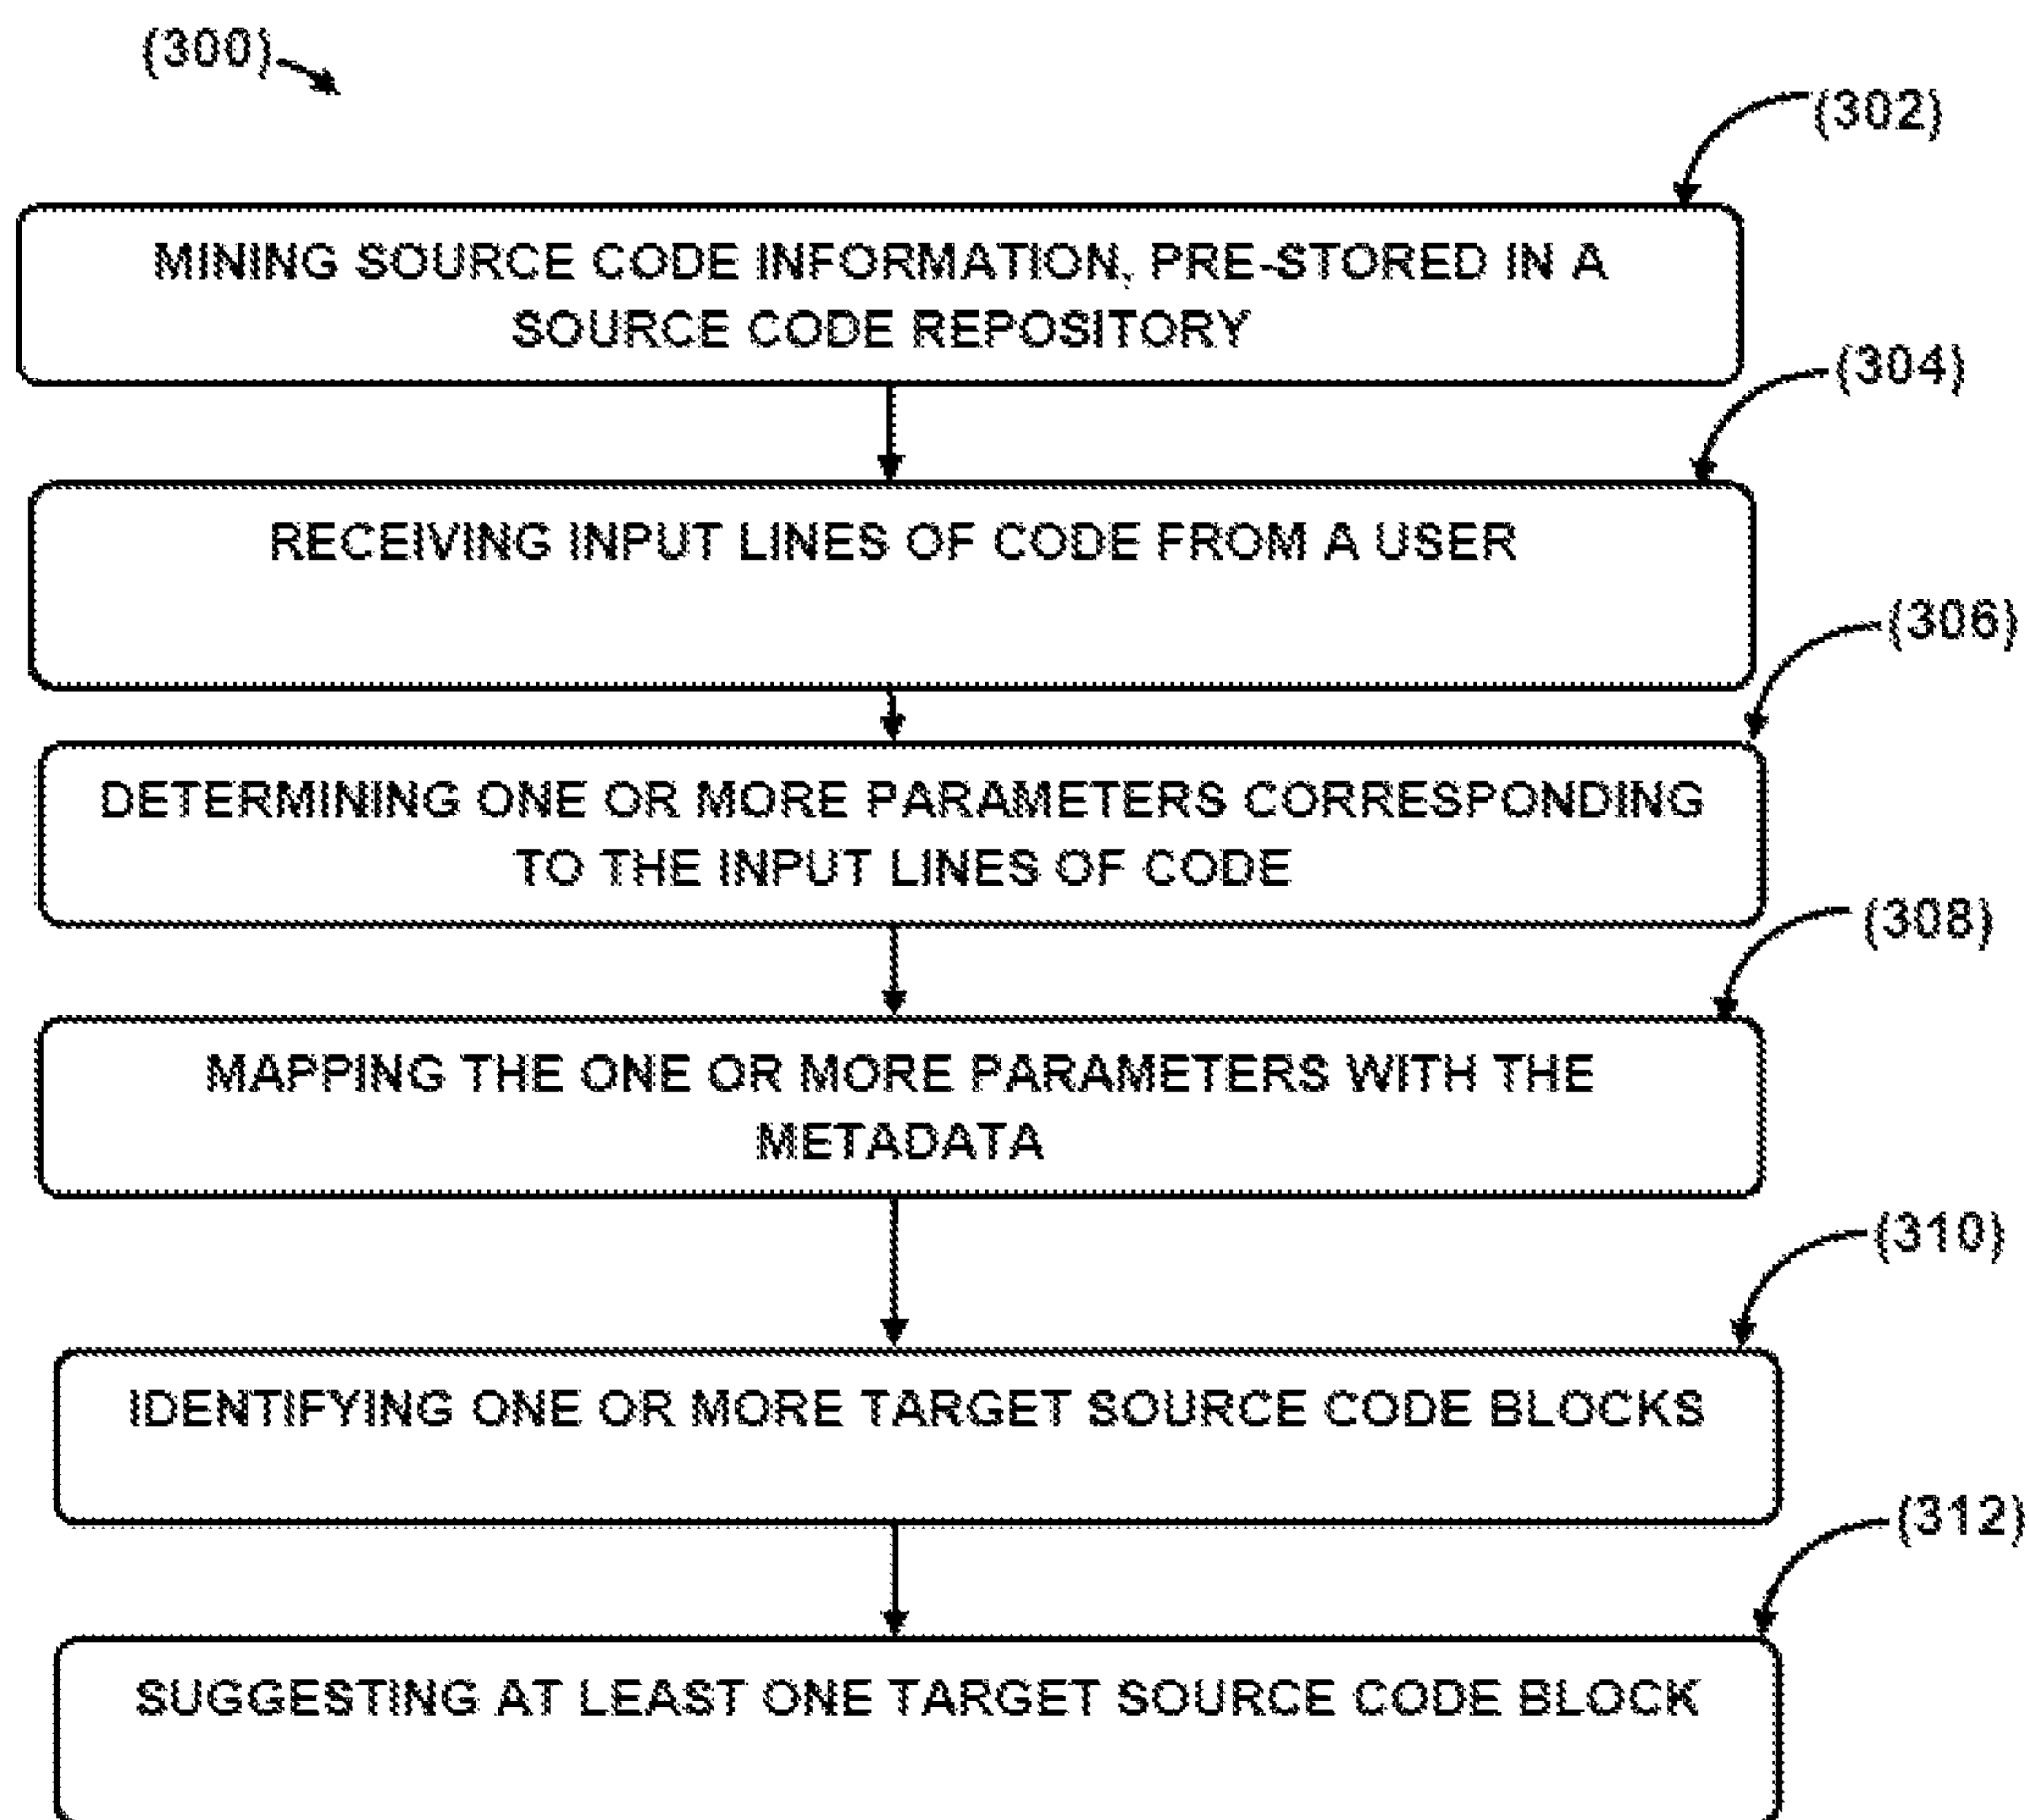 (300)
(302)
MINING SOURCE CODE INFORMATION, PRE-STORED IN A
SOURCE CODE REPOSITORY
(304)
RECEIVING INPUT LINES OF CODE FROM A USER
(306)
DETERMINING ONE OR MORE PARAMETERS CORRESPONDING
TO THE INPUT LINES OF CODE
(308)
MAPPING THE ONE OR MORE PARAMETERS WITH THE
METADATA
(310)
IDENTIFYING ONE OR MORE TARGET SOURCE CODE BLOCKS
(312)
SUGGESTING AT LEAST ONE TARGET SOURCE CODE BLOCK